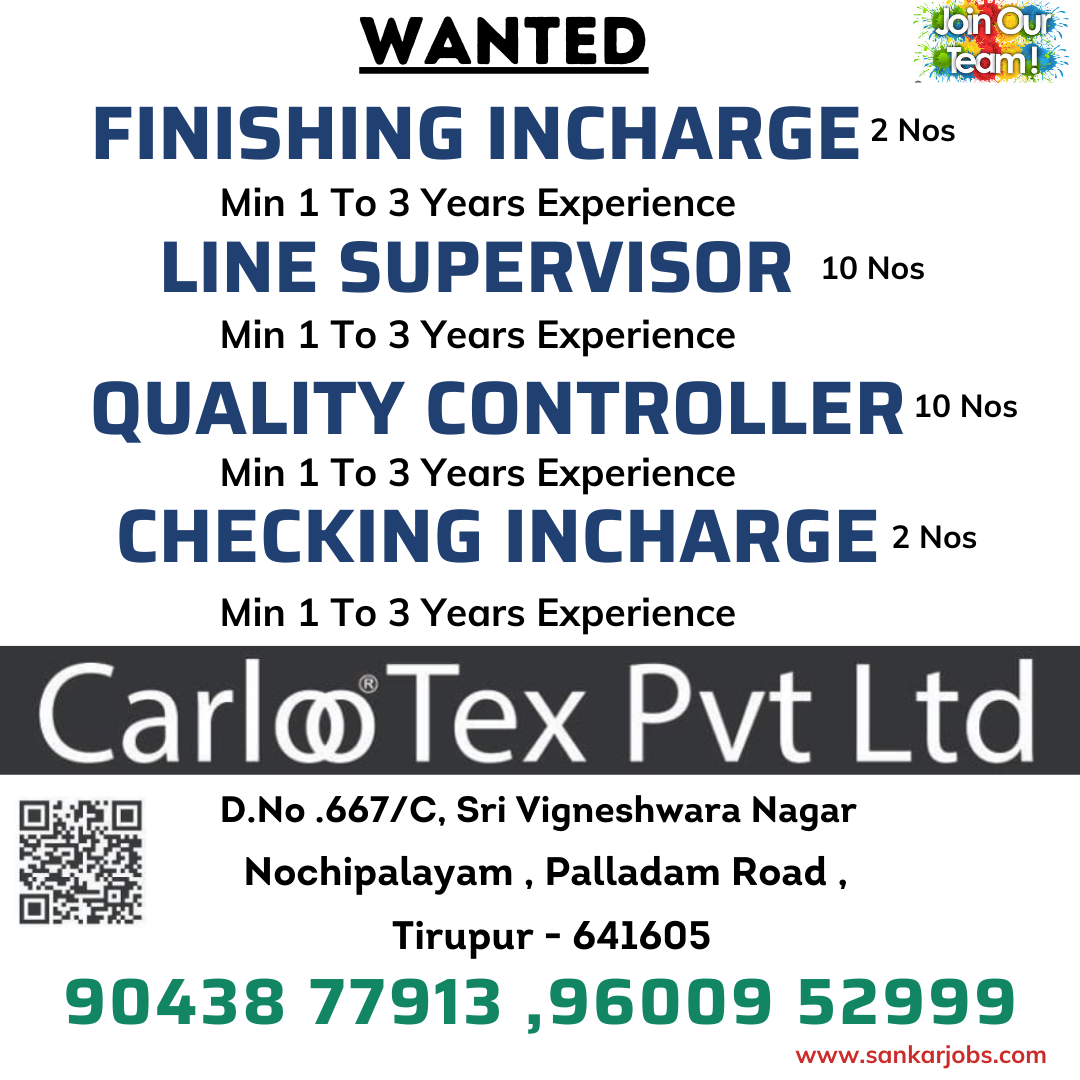 WANTED
Join Our
Team!
FINISHING INCHARGE 2 Nos
Min 1 To 3 Years Experience
LINE SUPERVISOR 10 Nos
Min 1 To 3 Years Experience
QUALITY CONTROLLER 10 Nos
Min 1 To 3 Years Experience
CHECKING INCHARGE 2 Nos
Min 1 To 3 Years Experience
Carloo® Tex Pvt Ltd
D.No .667/C, Sri Vigneshwara Nagar
Nochipalayam , Palladam Road ,
Tirupur - 641605
90438 77913 ,96009 52999
www.sankarjobs.com